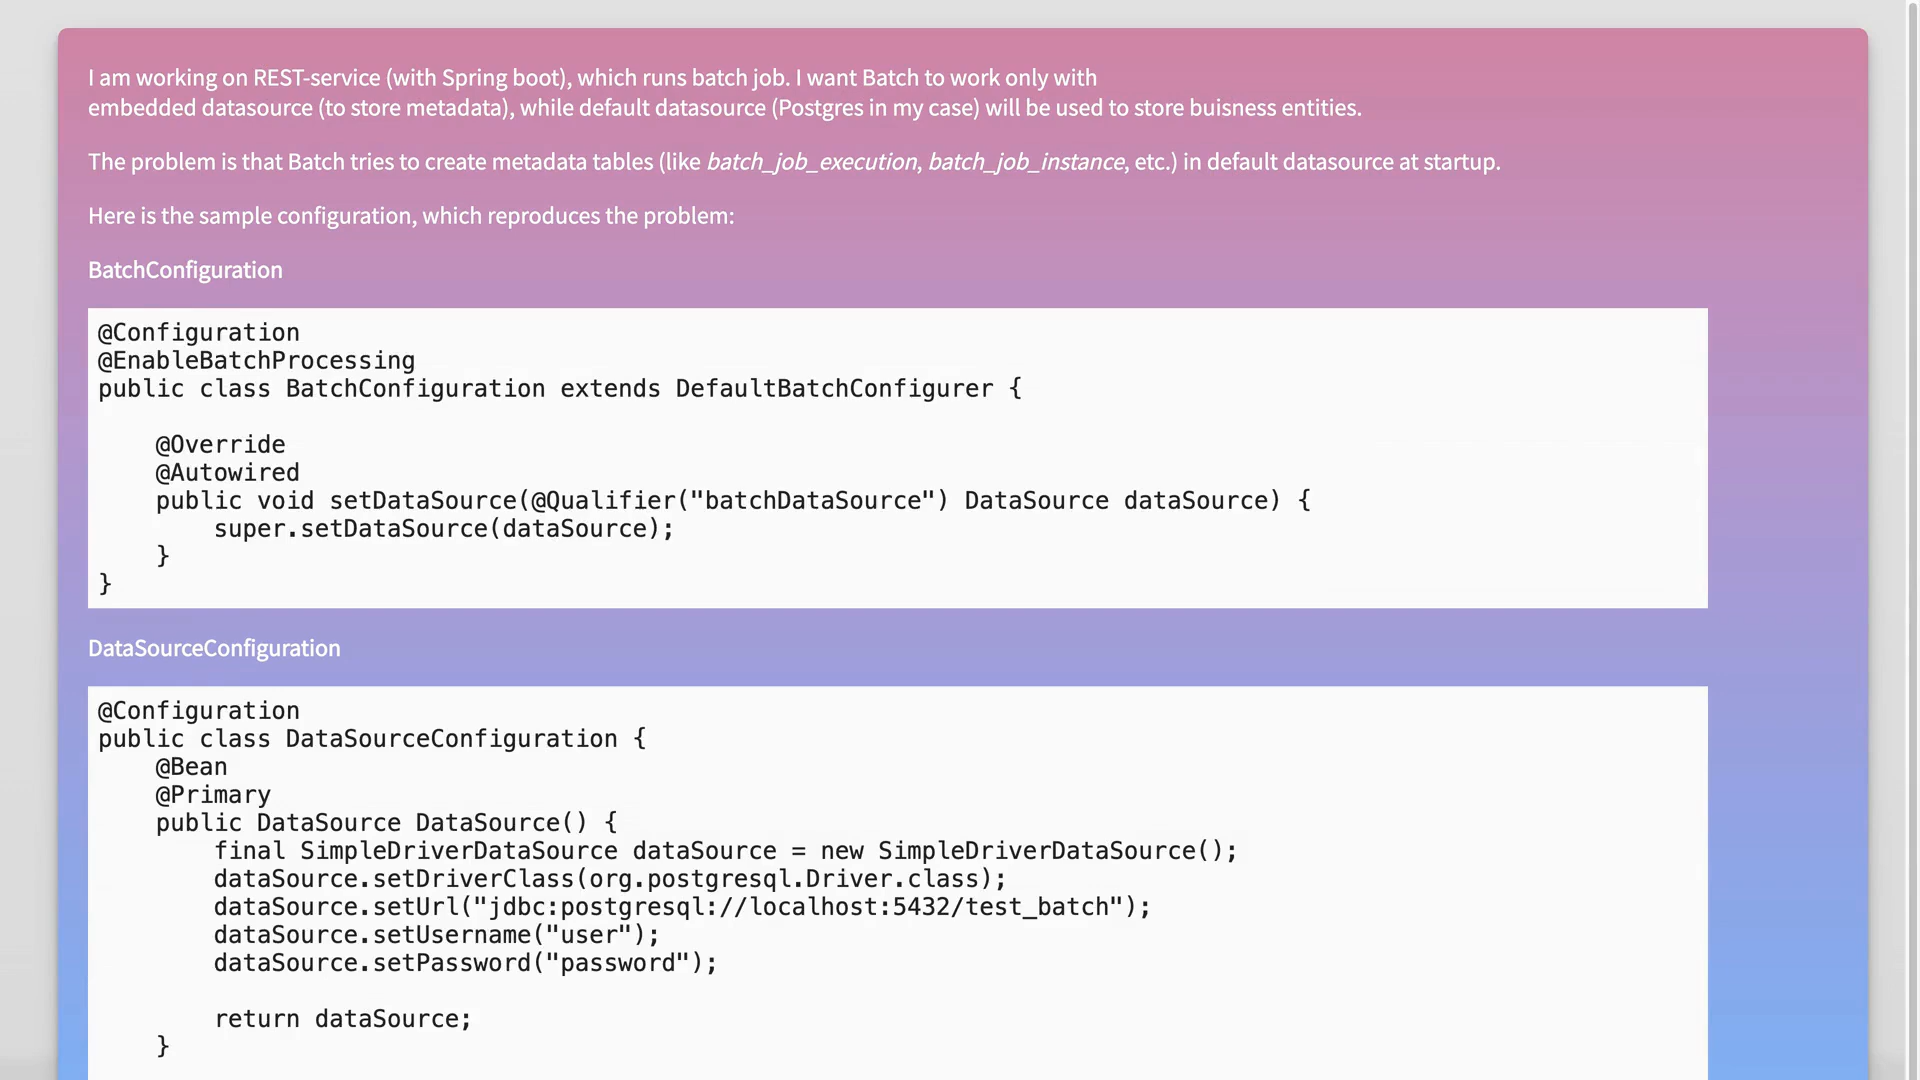 I am working on REST-service (with Spring boot), which runs batch job. I want Batch to work only with
embedded datasource (to store metadata), while default datasource (Postgres in my case) will be used to store buisness entities.
The problem is that Batch tries to create metadata tables (like batch_job_execution, batch_job_instance, etc.) in default datasource at startup.
Here is the sample configuration, which reproduces the problem:
BatchConfiguration
@Configuration
@EnableBatchProcessing
public class BatchConfiguration extends DefaultBatchConfigurer {
    @Override
    @Autowired
    public void setDataSource(@Qualifier("batchDataSource") DataSource dataSource) {
        super.setDataSource(dataSource);
    }
}
DataSourceConfiguration
@Configuration
public class DataSourceConfiguration {
    @Bean
    @Primary
    public DataSource DataSource() {
        final SimpleDriverDataSource dataSource = new SimpleDriverDataSource();
        dataSource.setDriverClass(org.postgresql.Driver.class);
        dataSource.setUrl("jdbc:postgresql://localhost:5432/test_batch");
        dataSource.setUsername("user");
        dataSource.setPassword("password");
        return dataSource;
    }